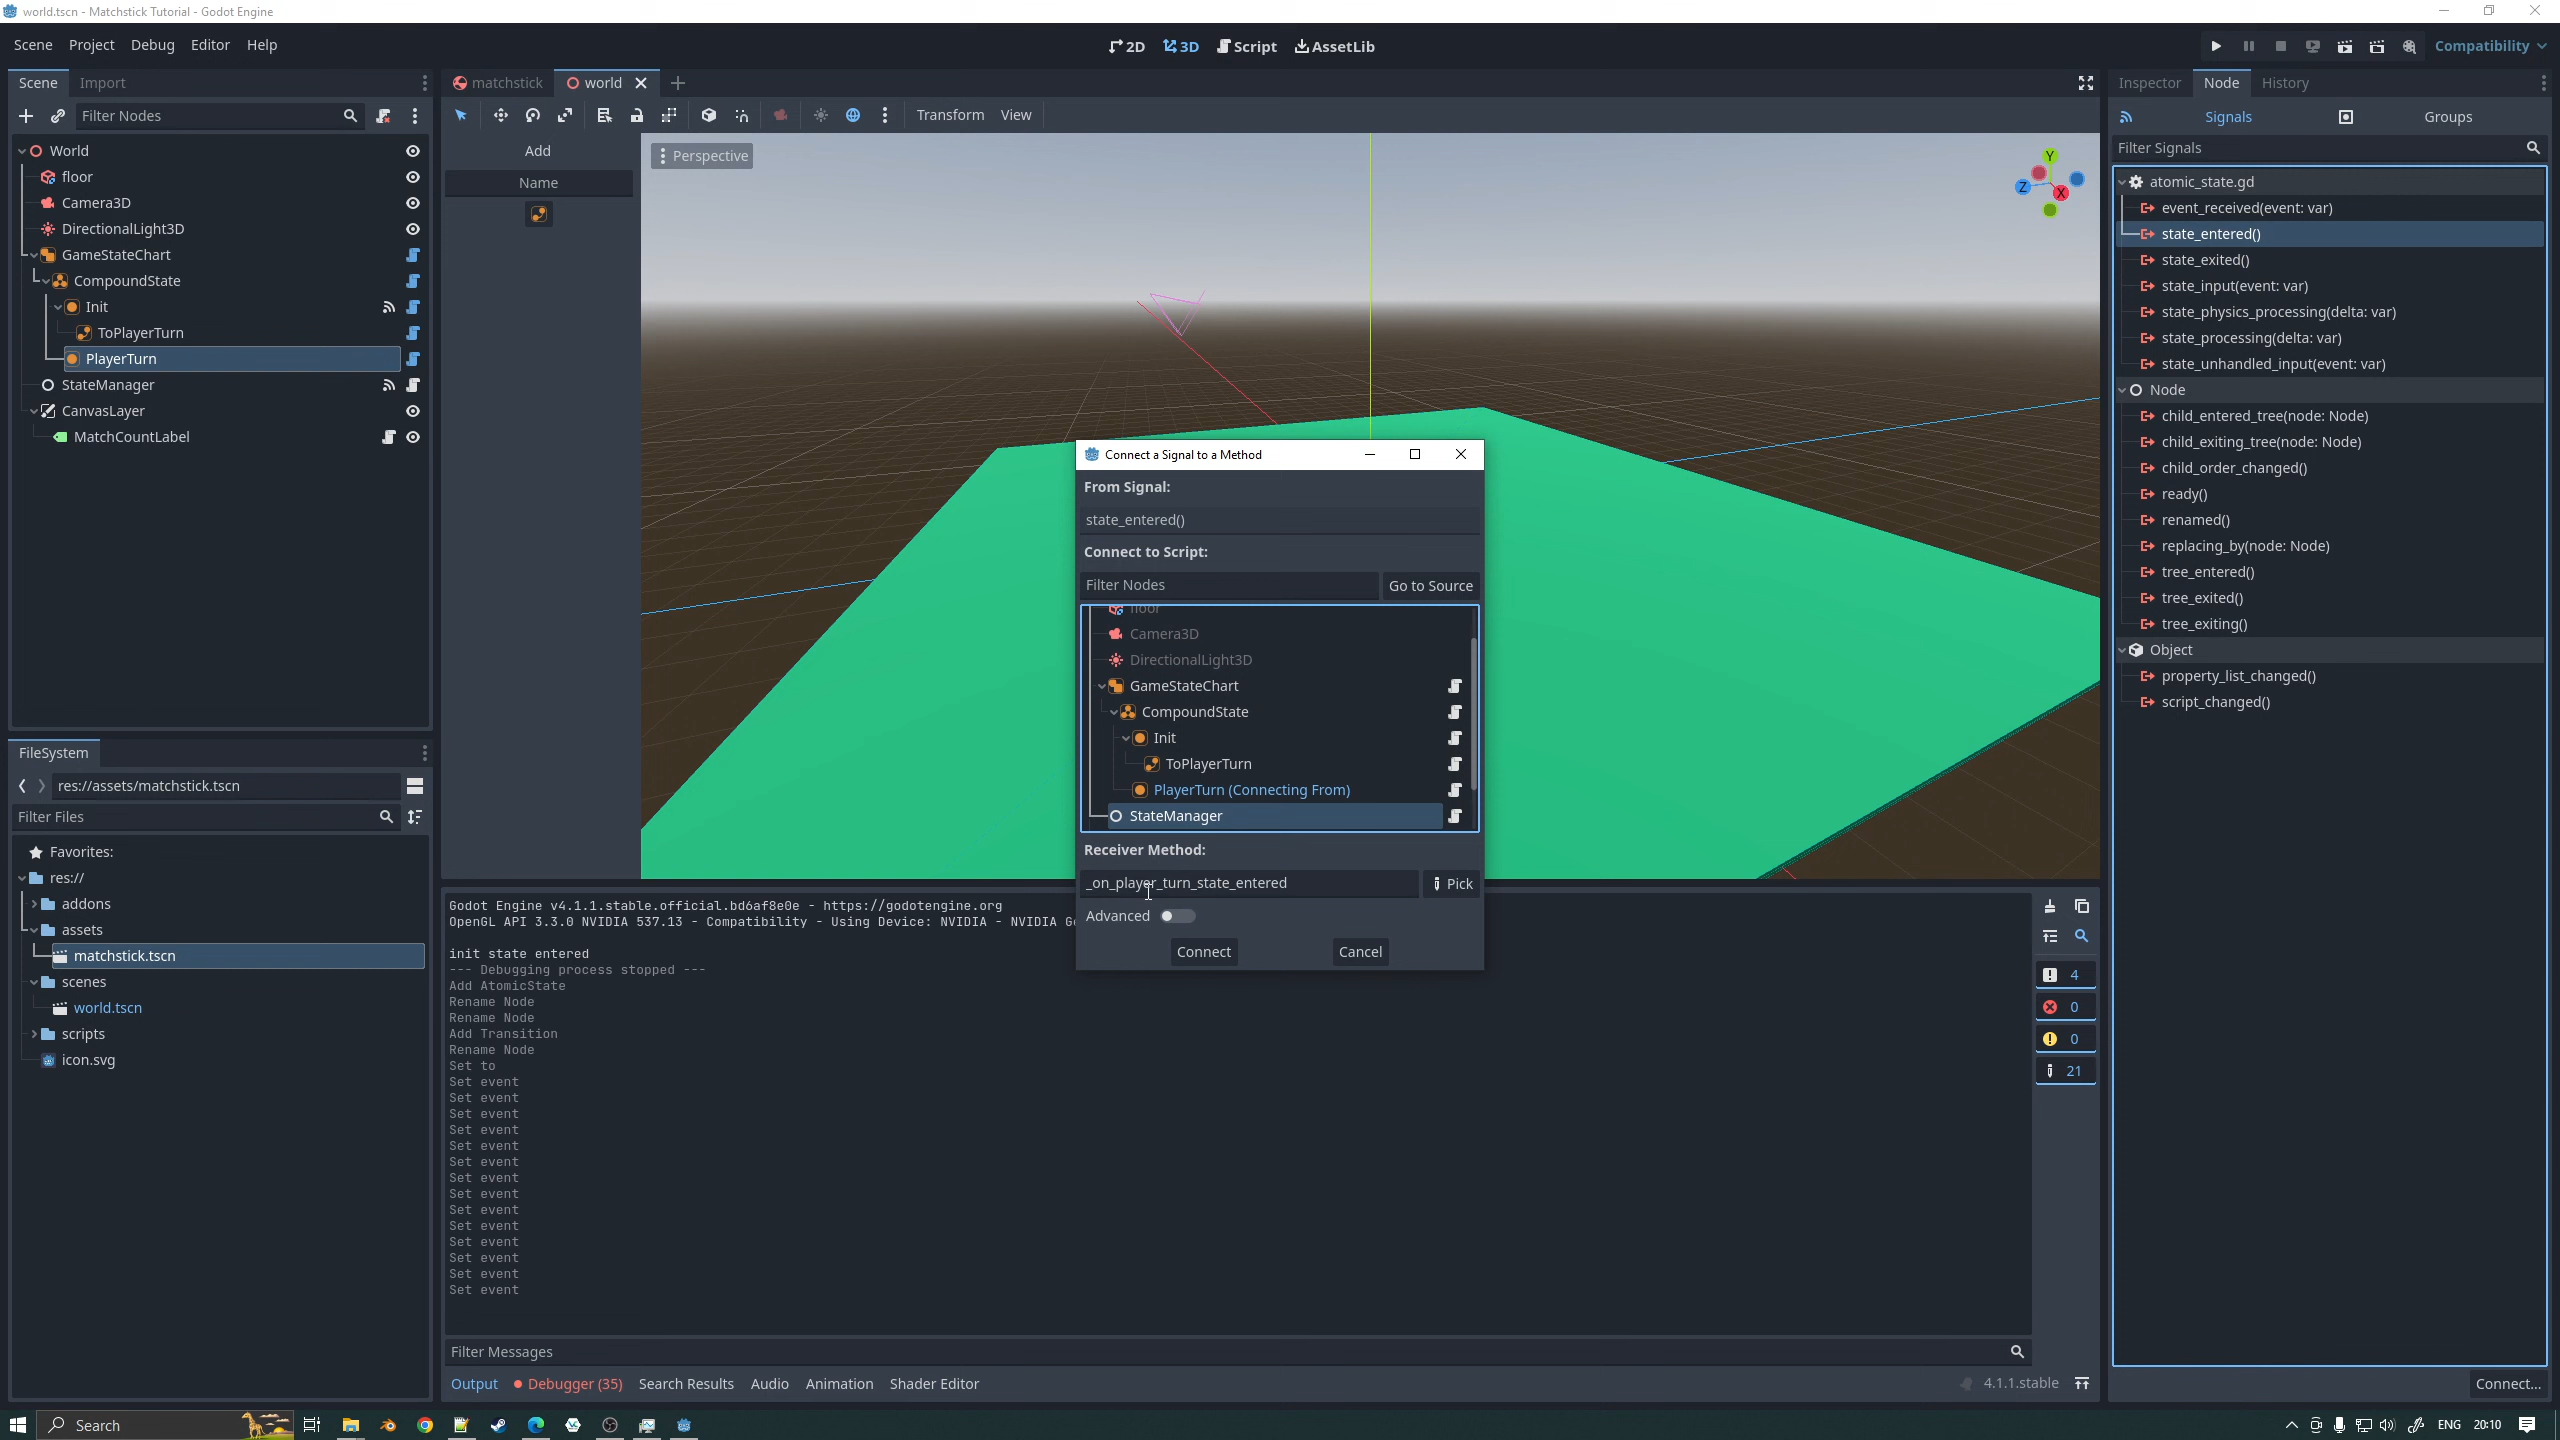 world.tscn - Matchstick Tutorial - Godot Engine
Scene Project Debug Editor Help
2D 3D Script AssetLib
Compatibility
Scene Import
Filter Nodes
World
floor
Camera3D
DirectionalLight3D
GameStateChart
CompoundState
Init
ToPlayerTurn
PlayerTurn
StateManager
CanvasLayer
MatchCountLabel
FileSystem
res://assets/matchstick.tscn
Filter Files
Favorites:
res://
addons
assets
matchstick.tscn
scenes
world.tscn
scripts
icon.svg
matchstick world
Transform View
Add
Name
Perspective
Y
Z
X
Connect a Signal to a Method
From Signal:
state_entered()
Connect to Script:
Filter Nodes Go to Source
floor
Camera3D
DirectionalLight3D
GameStateChart
CompoundState
Init
ToPlayerTurn
PlayerTurn (Connecting From)
StateManager
Receiver Method:
_on_player_turn_state_entered Pick
Advanced
Connect Cancel
Godot Engine v4.1.1.stable.official.bd6af8e0e - https://godotengine.org
OpenGL API 3.3.0 NVIDIA 537.13 - Compatibility - Using Device: NVIDIA - NVIDIA
init state entered
--- Debugging process stopped ---
Add AtomicState
Rename Node
Rename Node
Add Transition
Rename Node
Set to
Set event
Set event
Set event
Set event
Set event
Set event
Set event
Set event
Set event
Set event
Set event
Set event
Set event
Set event
4
0
0
21
Filter Messages
Output Debugger (35) Search Results Audio Animation Shader Editor
4.1.1.stable
Inspector Node History
Signals Groups
Filter Signals
atomic_state.gd
event_received(event: var)
state_entered()
state_exited()
state_input(event: var)
state_physics_processing(delta: var)
state_processing(delta: var)
state_unhandled_input(event: var)
Node
child_entered_tree(node: Node)
child_exiting_tree(node: Node)
child_order_changed()
ready()
renamed()
replacing_by(node: Node)
tree_entered()
tree_exited()
tree_exiting()
Object
property_list_changed()
script_changed()
Connect...
Search
ENG 20:10